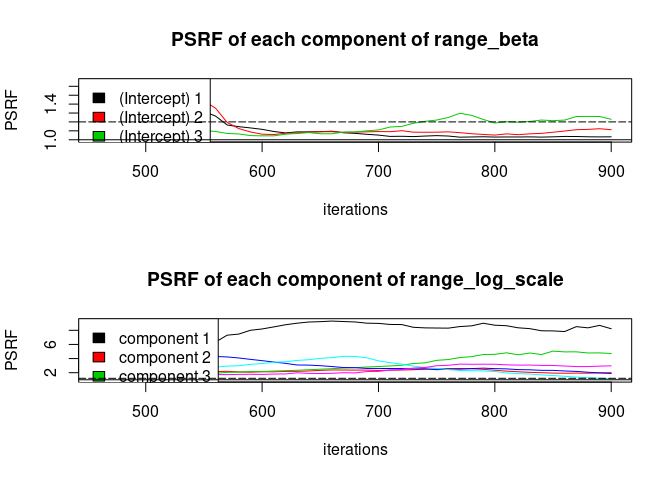 PSRF of each component of range_beta
PSRF
1.0 1.4
(Intercept) 1
(Intercept) 2
(Intercept) 3
500 600 700 800 900
iterations
PSRF of each component of range_log_scale
PSRF
2 6
component 1
component 2
component 3
500 600 700 800 900
iterations